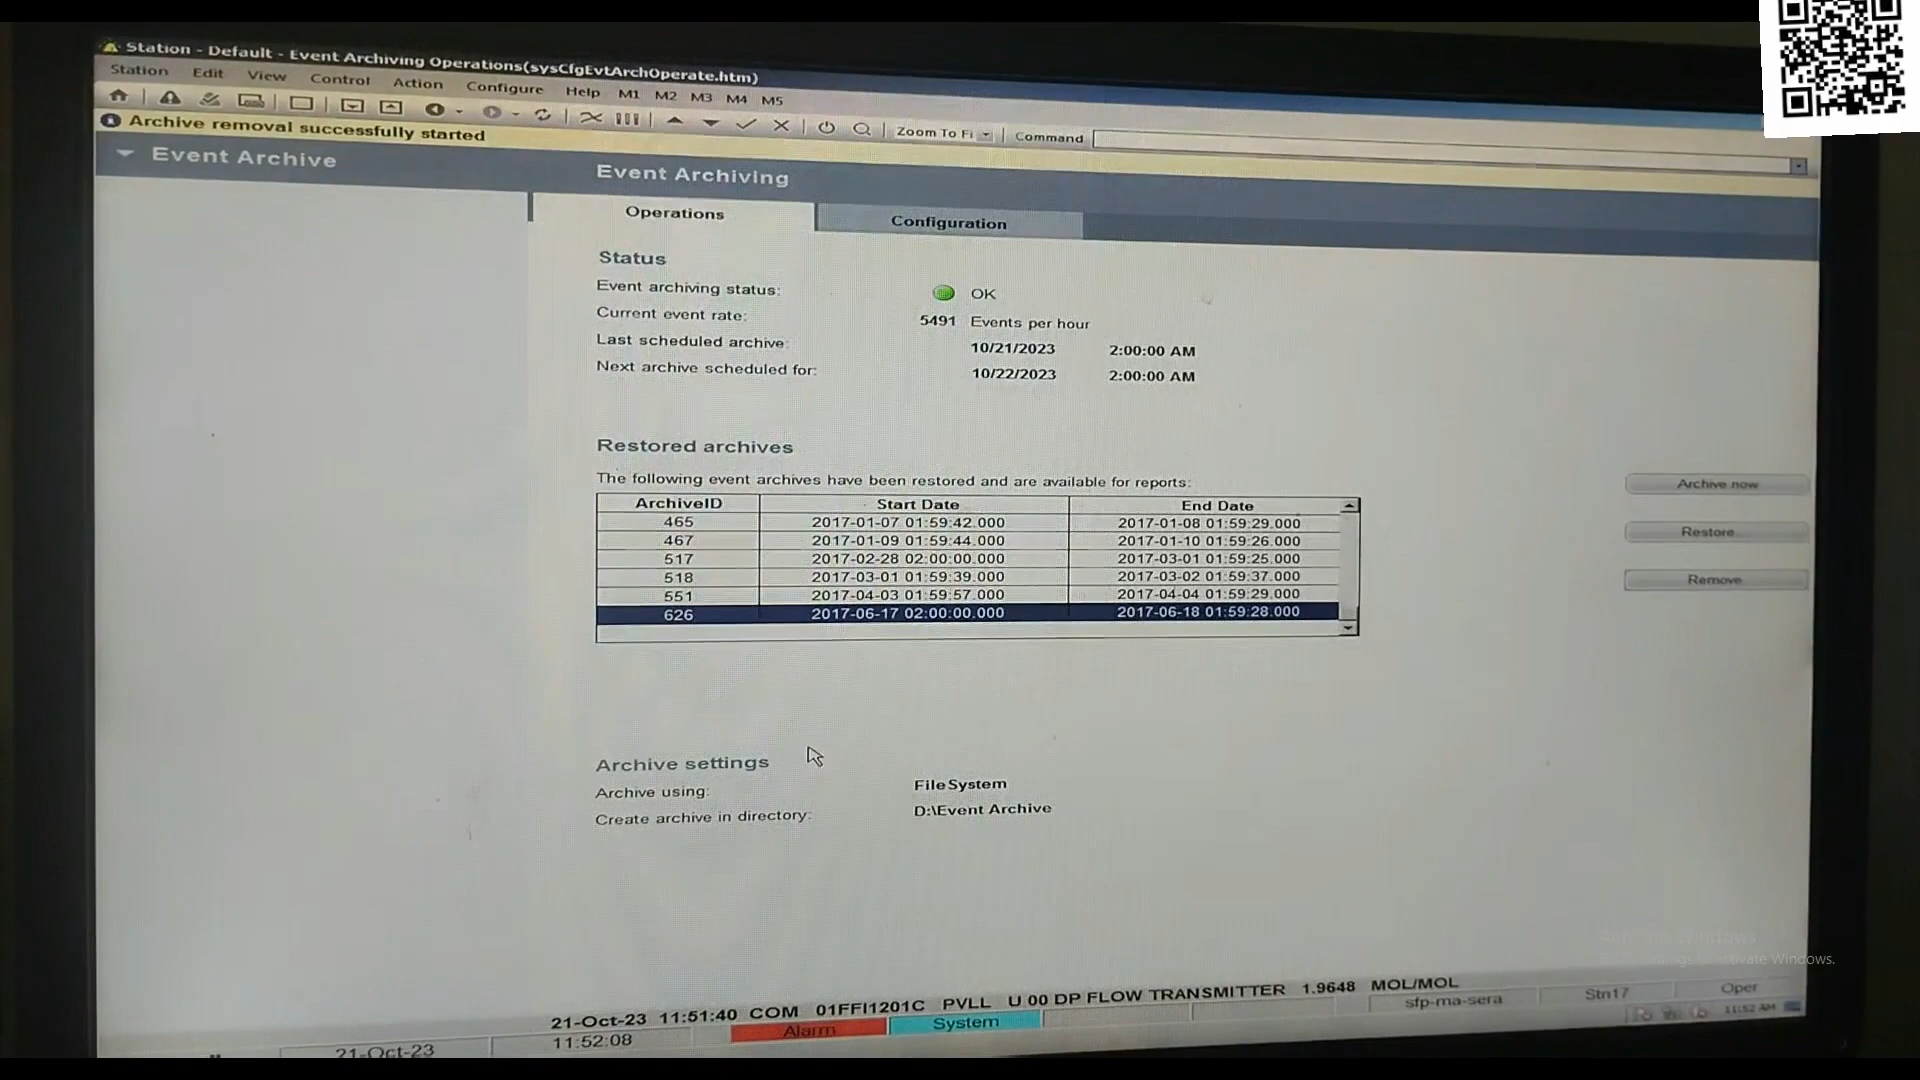 Station - Default - Event Archiving Operations(sysCfgEvtArchOperate.htm)
Station Edit View Control Action Configure Help M1 M2 M3 M4 M5
Zoom To Fi Command
Archive removal successfully started
Event Archive
Event Archiving
Operations Configuration
Status
Event archiving status: OK
Current event rate: 5491 Events per hour
Last scheduled archive: 10/21/2023 2:00:00 AM
Next archive scheduled for: 10/22/2023 2:00:00 AM
Restored archives
The following event archives have been restored and are available for reports:
ArchiveID Start Date End Date
465 2017-01-07 01:59:42.000 2017-01-08 01:59:29.000
467 2017-01-09 01:59:44.000 2017-01-10 01:59:26.000
517 2017-02-28 02:00:00.000 2017-03-01 01:59:25.000
518 2017-03-01 01:59:39.000 2017-03-02 01:59:37.000
551 2017-04-03 01:59:57.000 2017-04-04 01:59:29.000
626 2017-06-17 02:00:00.000 2017-06-18 01:59:28.000
Archive now
Restore
Remove
Archive settings
Archive using: FileSystem
Create archive in directory: D:\Event Archive
Windows
Windows.
21-Oct-23 11:51:40 COM 01FFI1201C PVLL U 00 DP FLOW TRANSMITTER 1.9648 MOL/MOL
21-Oct-23 11:52:08 Alarm System sfp-ma-sera Stn17 Oper
11:52 AM